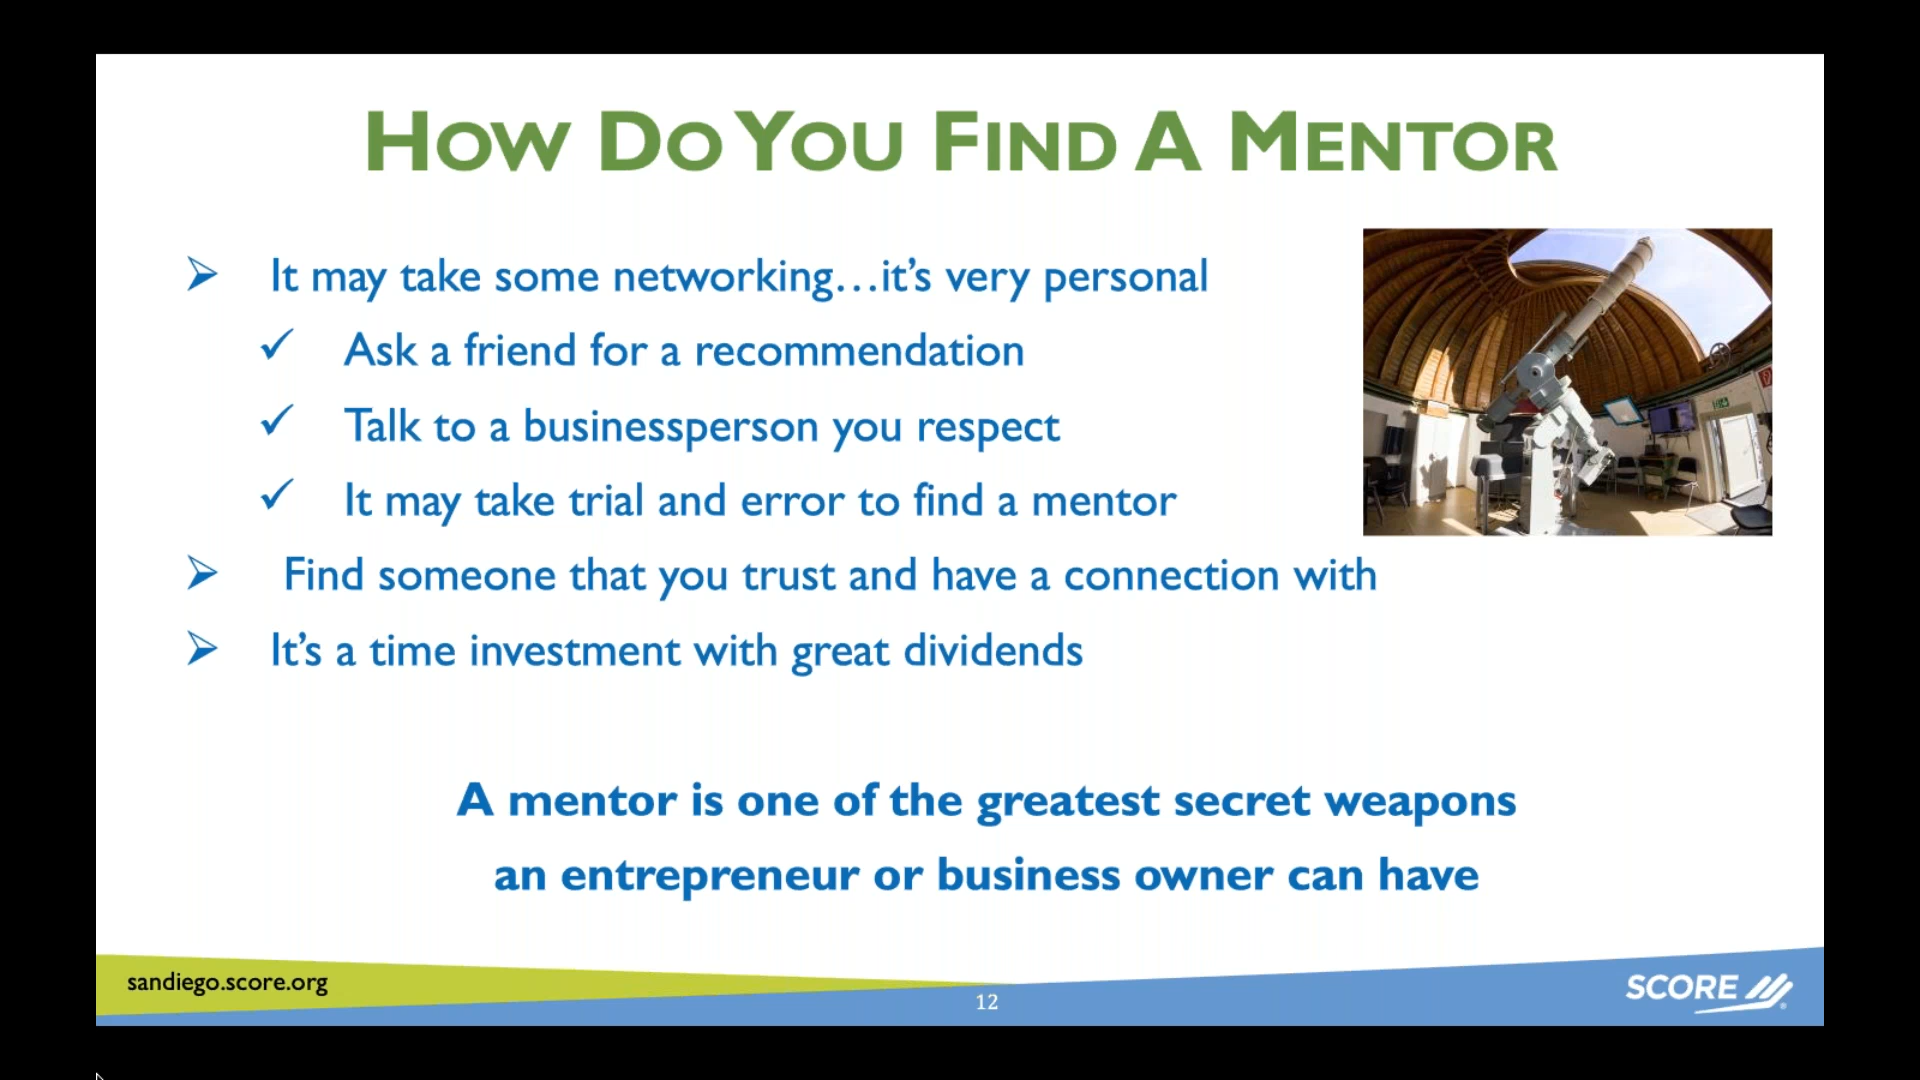 HOW DO YOU FIND A MENTOR
It may take some networking…it’s very personal
Ask a friend for a recommendation
Talk to a businessperson you respect
It may take trial and error to find a mentor
Find someone that you trust and have a connection with
It’s a time investment with great dividends
A mentor is one of the greatest secret weapons
an entrepreneur or business owner can have
sandiego.score.org
12
SCORE